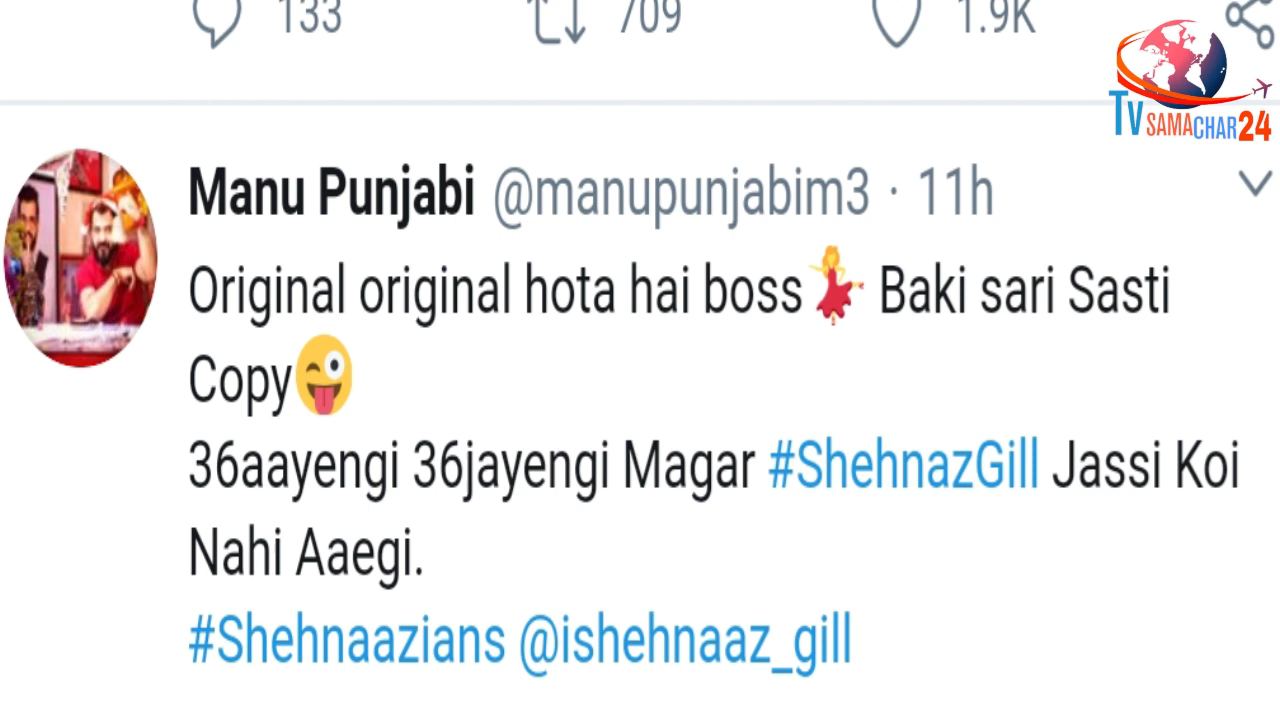 133 709 1.9K
TV SAMACHAR24
Manu Punjabi @manupunjabim3 · 11h
Original original hota hai boss💃 Baki sari Sasti
Copy😜
36aayengi 36jayengi Magar #ShehnazGill Jassi Koi
Nahi Aaegi.
#Shehnaazians @ishehnaaz_gill